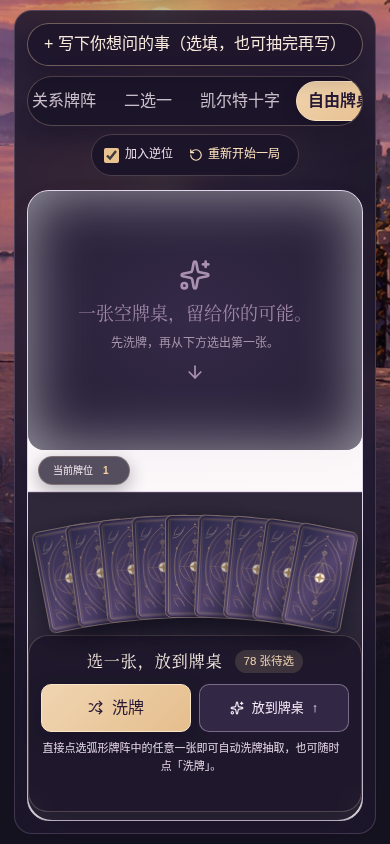 + 写下你想问的事（选填，也可抽完再写）
关系牌阵 二选一 凯尔特十字 自由牌桌
加入逆位 重新开始一局
一张空牌桌，留给你的可能。
先洗牌，再从下方选出第一张。
↓
当前牌位 1
选一张，放到牌桌 78 张待选
洗牌 放到牌桌 ↑
直接点选弧形牌阵中的任意一张即可自动洗牌抽取，也可随时
点「洗牌」。